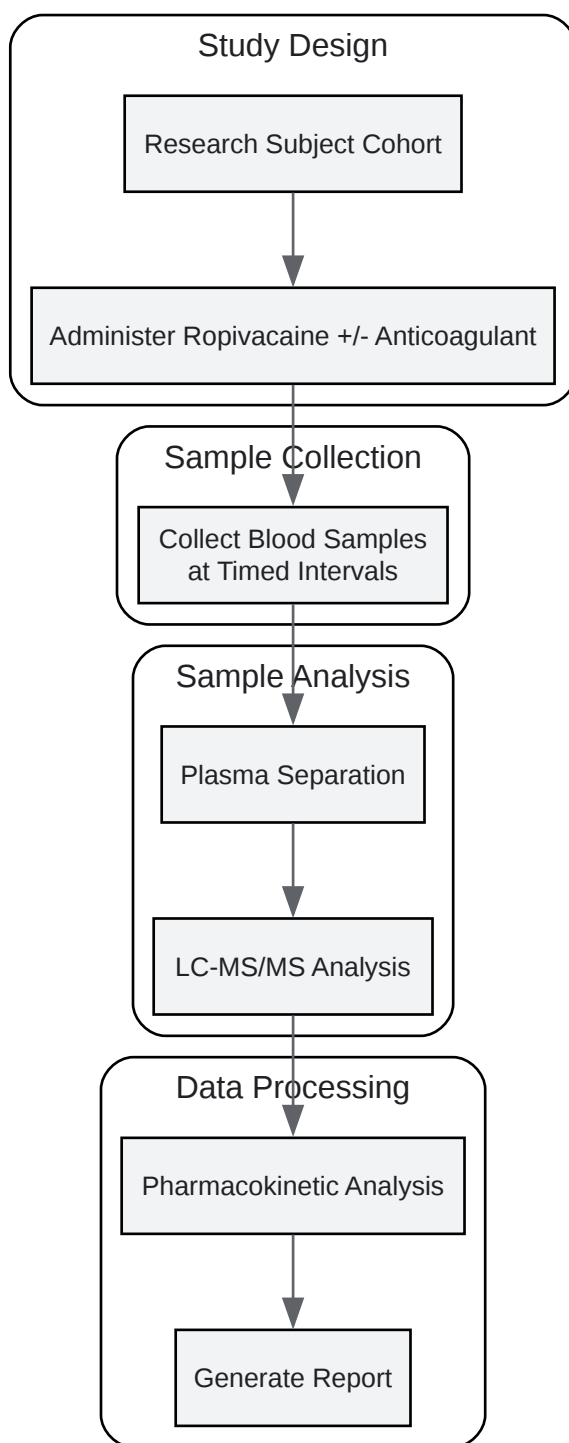 Study Design
Research Subject Cohort
Administer Ropivacaine +/- Anticoagulant
Sample Collection
Collect Blood Samples
at Timed Intervals
Sample Analysis
Plasma Separation
LC-MS/MS Analysis
Data Processing
Pharmacokinetic Analysis
Generate Report